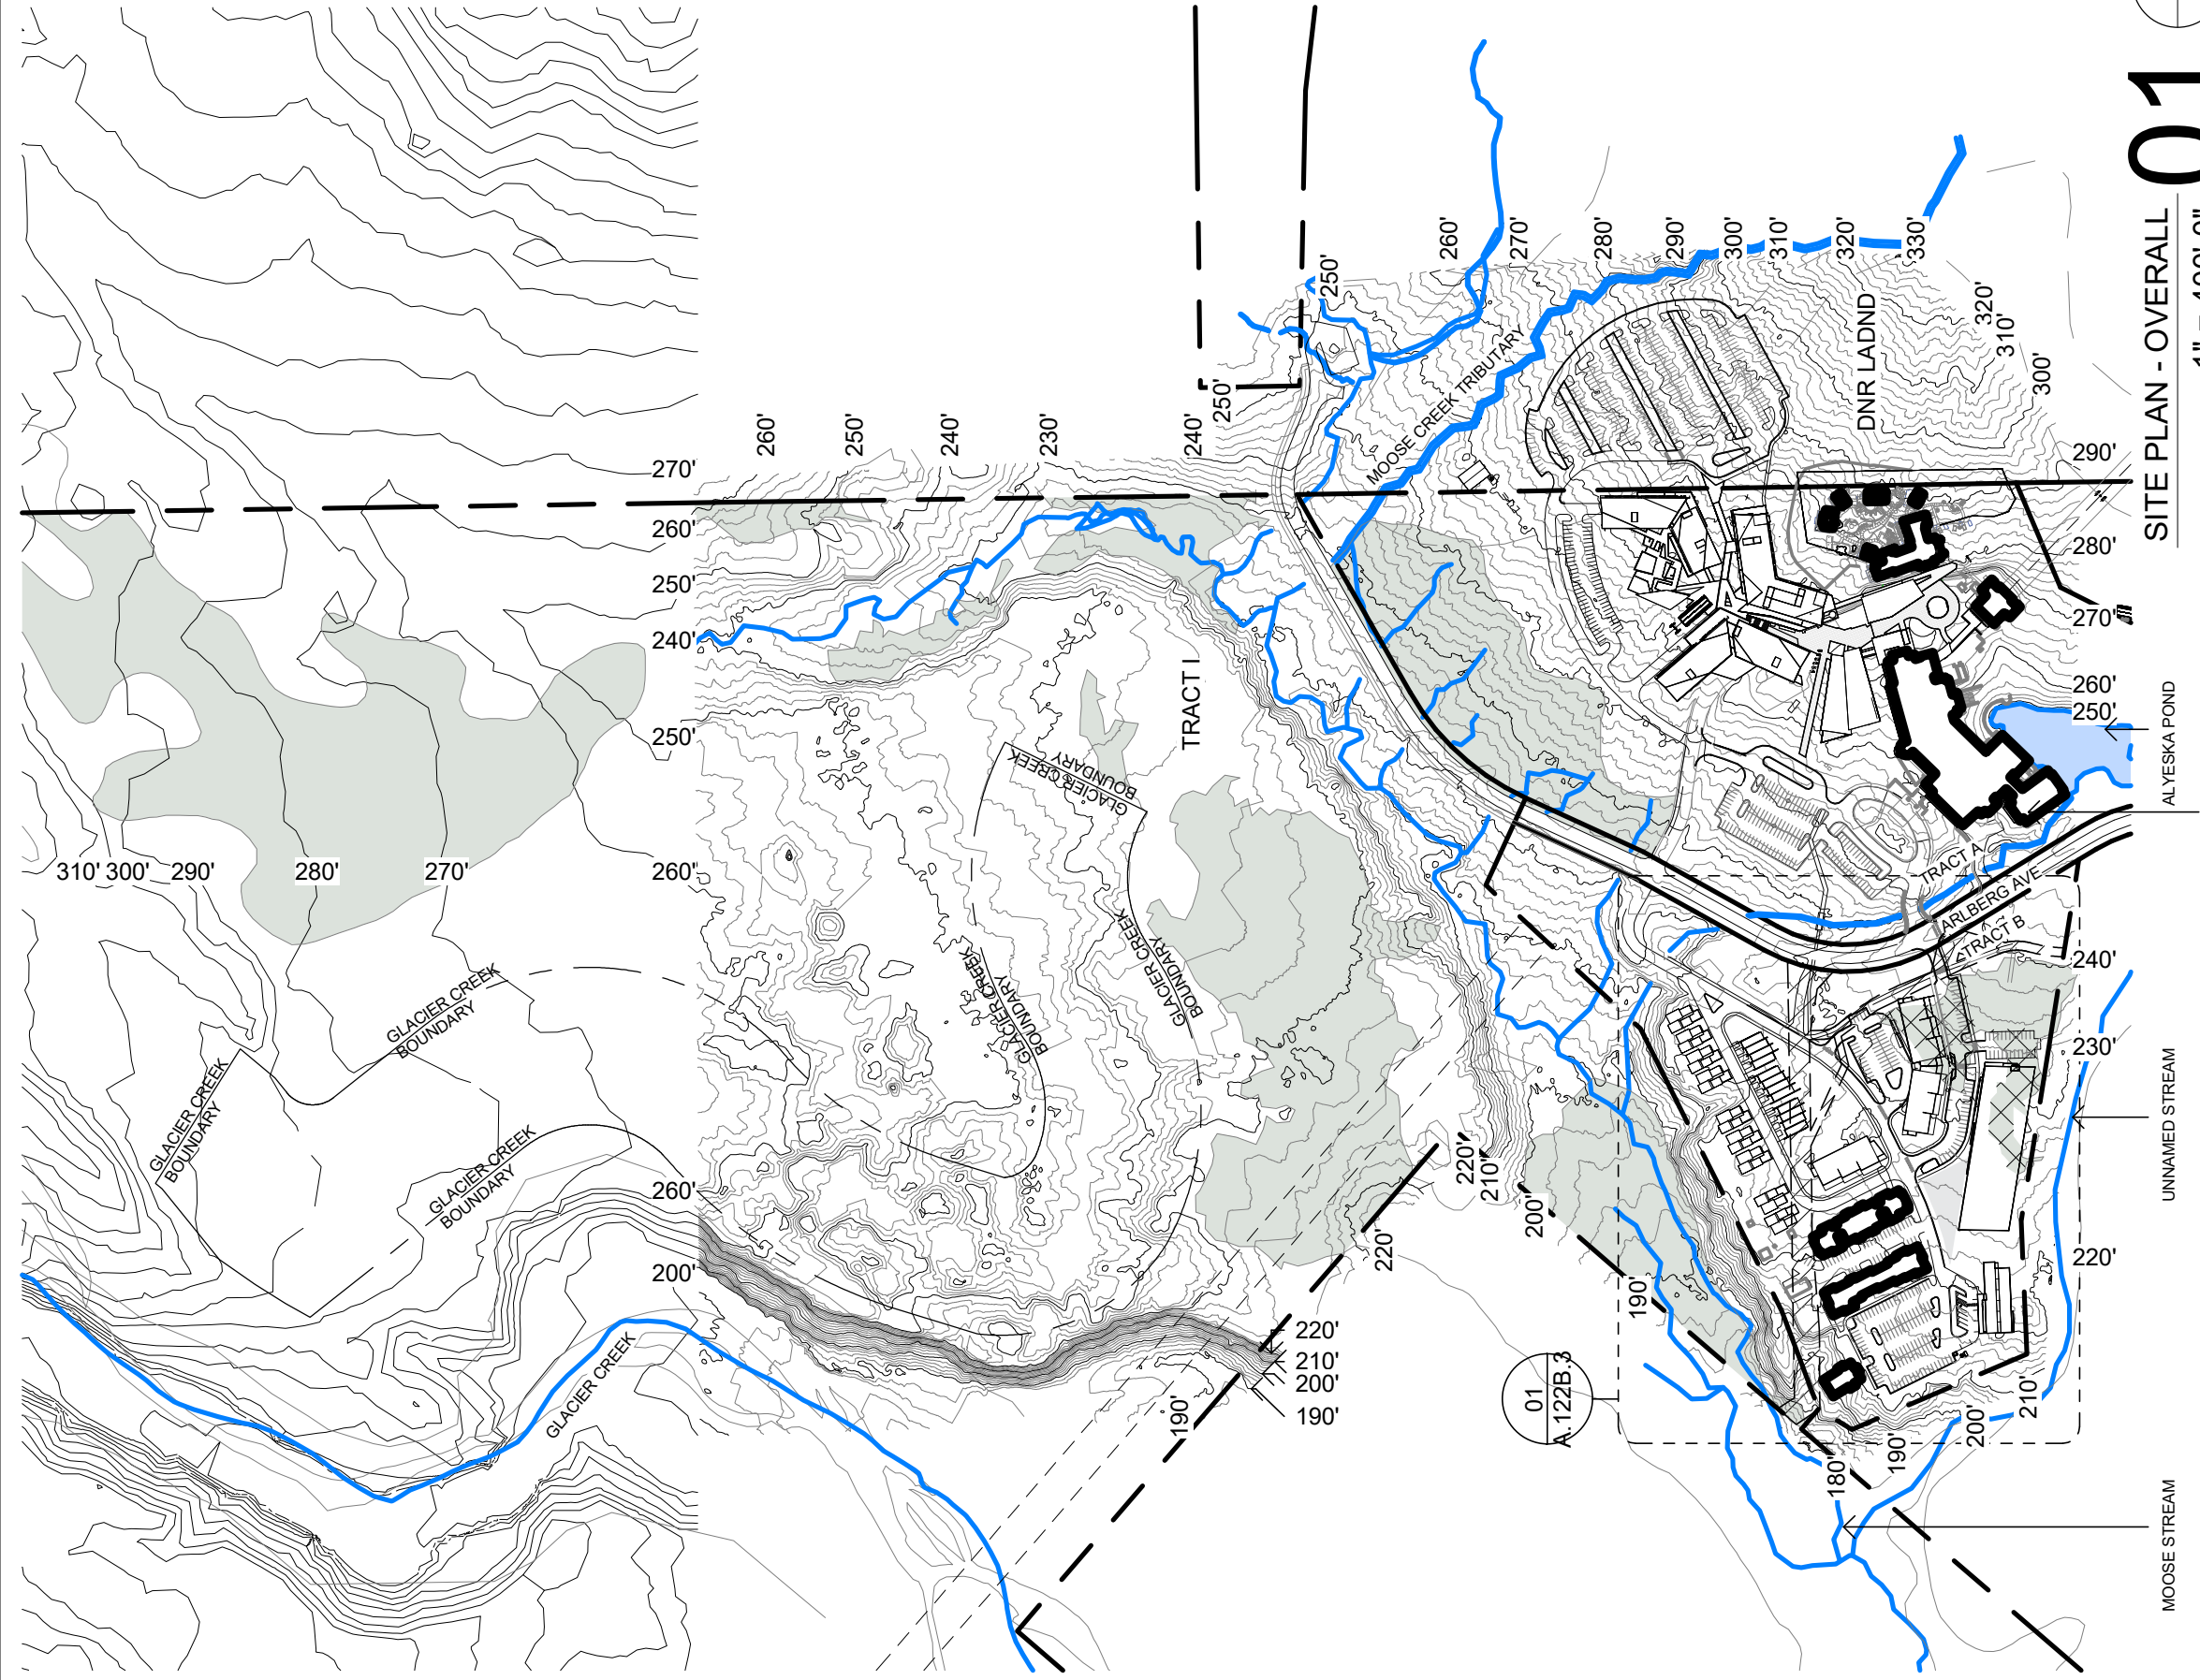 01
SITE PLAN - OVERALL
260'
270'
280'
290'
300'
310'
320'
330'
250'
250'
MOOSE CREEK TRIBUTARY
DNR LADND
320'
310'
300'
290'
280'
270'
260'
250'
260'
250'
240'
230'
240'
270'
260'
250'
240'
250'
260'
TRACT I
310'
300'
290'
280'
270'
GLACIER CREEK
BOUNDARY
GLACIER CREEK
BOUNDARY
GLACIER CREEK
BOUNDARY
GLACIER CREEK
BOUNDARY
GLACIER CREEK
BOUNDARY
GLACIER CREEK
BOUNDARY
260'
200'
GLACIER CREEK
220'
210'
200'
190'
190'
220'
220'
210'
200'
190'
01
A.122B.3
TRACT A
ARLBERG AVE
TRACT B
240'
230'
220'
210'
200'
190'
180'
ALYESKA POND
UNNAMED STREAM
MOOSE STREAM